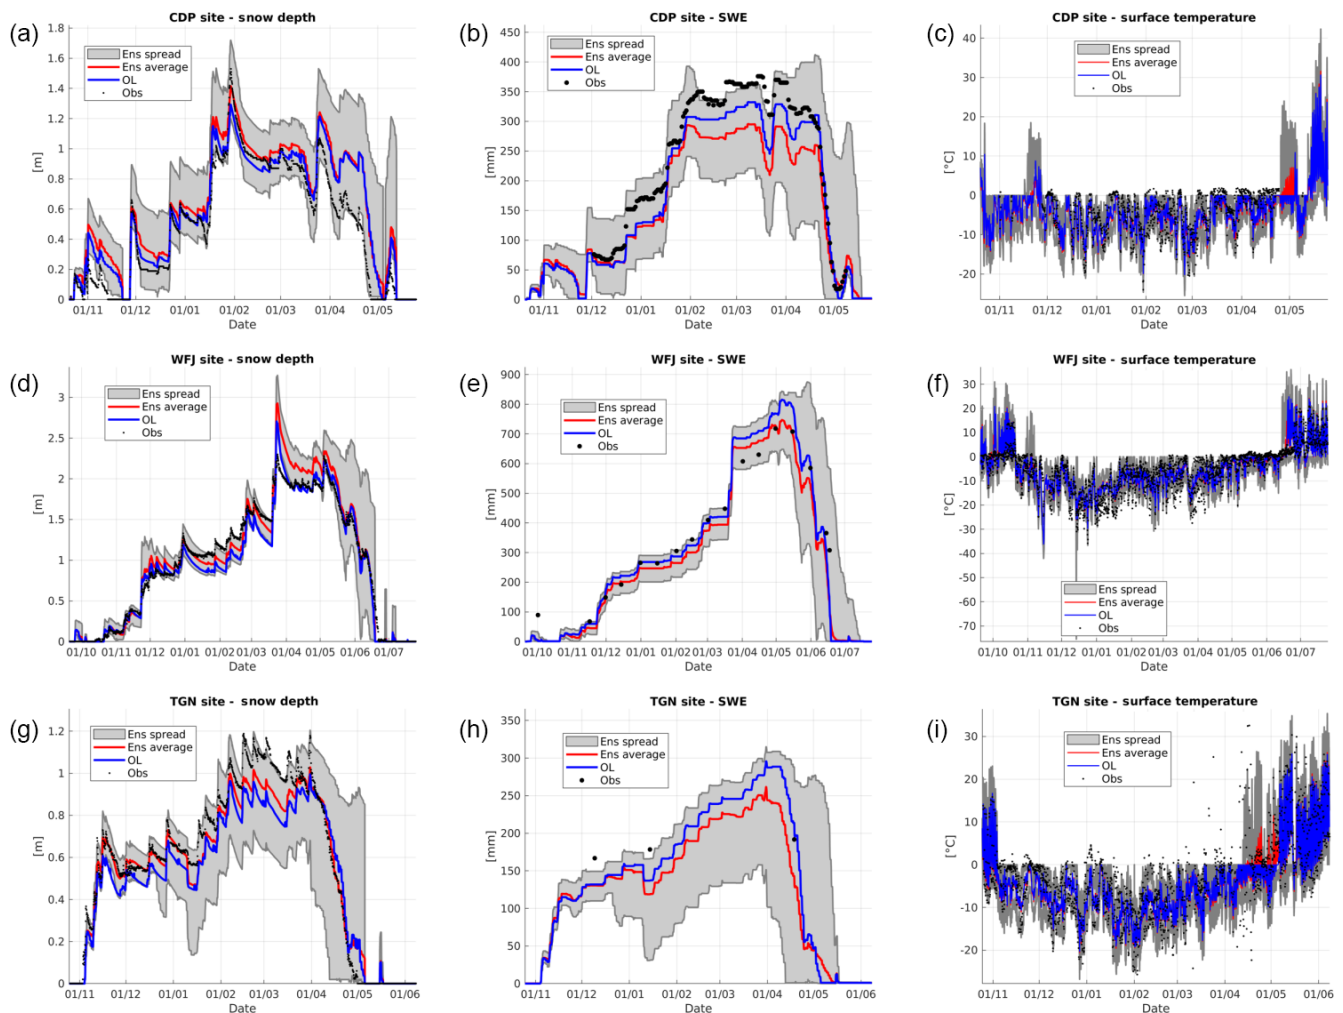 (a)
CDP site - snow depth
1.8
1.6
1.4
1.2
1
0.8
0.6
0.4
0.2
0
[m]
Ens spread
Ens average
OL
Obs
01/11 01/12 01/01 01/02 01/03 01/04 01/05
Date
(b)
CDP site - SWE
450
400
350
300
250
200
150
100
50
0
[mm]
Ens spread
Ens average
OL
Obs
01/11 01/12 01/01 01/02 01/03 01/04 01/05
Date
(c)
CDP site - surface temperature
40
30
20
10
0
-10
-20
[°C]
Ens spread
Ens average
OL
Obs
01/11 01/12 01/01 01/02 01/03 01/04 01/05
Date
(d)
WFJ site - snow depth
3
2.5
2
1.5
1
0.5
0
[m]
Ens spread
Ens average
OL
Obs
01/10 01/11 01/12 01/01 01/02 01/03 01/04 01/05 01/06 01/07
Date
(e)
WFJ site - SWE
900
800
700
600
500
400
300
200
100
0
[mm]
Ens spread
Ens average
OL
Obs
01/10 01/11 01/12 01/01 01/02 01/03 01/04 01/05 01/06 01/07
Date
(f)
WFJ site - surface temperature
30
20
10
0
-10
-20
-30
-40
-50
-60
-70
[°C]
Ens spread
Ens average
OL
Obs
01/10 01/11 01/12 01/01 01/02 01/03 01/04 01/05 01/06 01/07
Date
(g)
TGN site - snow depth
1.2
1
0.8
0.6
0.4
0.2
0
[m]
Ens spread
Ens average
OL
Obs
01/11 01/12 01/01 01/02 01/03 01/04 01/05 01/06
Date
(h)
TGN site - SWE
350
300
250
200
150
100
50
0
[mm]
Ens spread
Ens average
OL
Obs
01/11 01/12 01/01 01/02 01/03 01/04 01/05 01/06
Date
(i)
TGN site - surface temperature
30
20
10
0
-10
-20
[°C]
Ens spread
Ens average
OL
Obs
01/11 01/12 01/01 01/02 01/03 01/04 01/05 01/06
Date